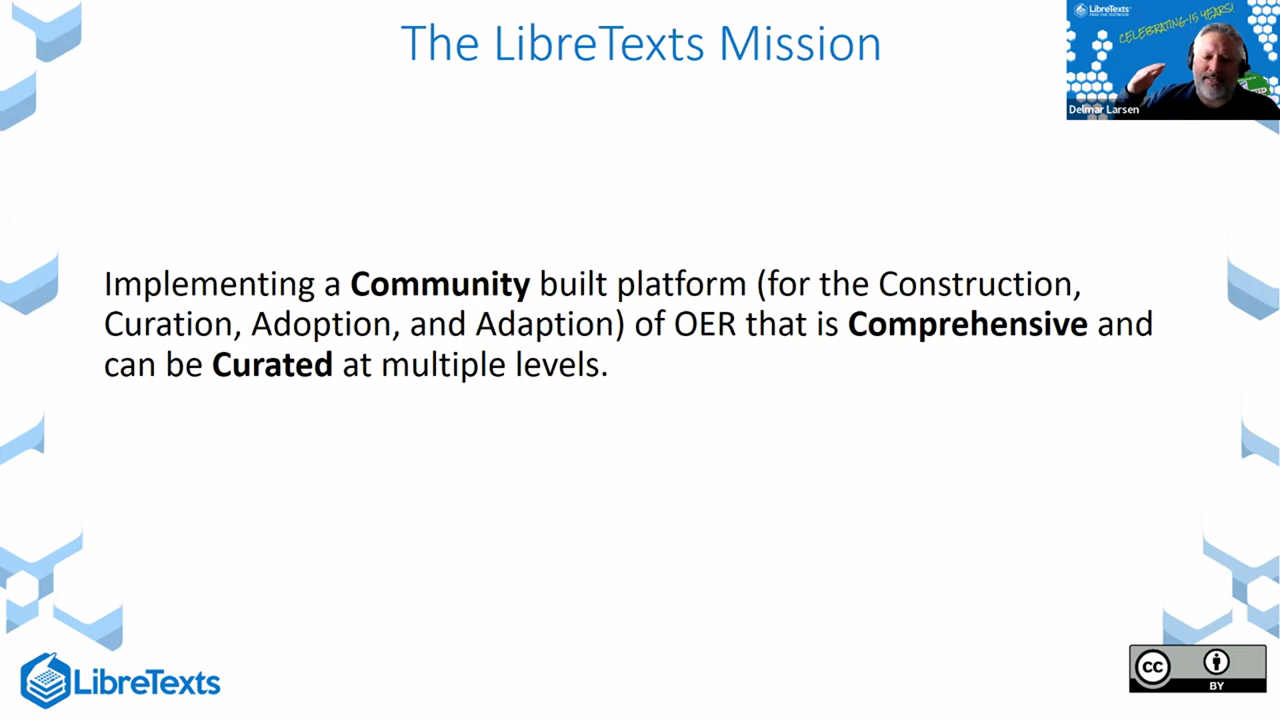 The LibreTexts Mission
LibreTexts
CELEBRATING 15 YEARS!
Delmar Larsen
Implementing a Community built platform (for the Construction,
Curation, Adoption, and Adaption) of OER that is Comprehensive and
can be Curated at multiple levels.
LibreTexts
CC
BY